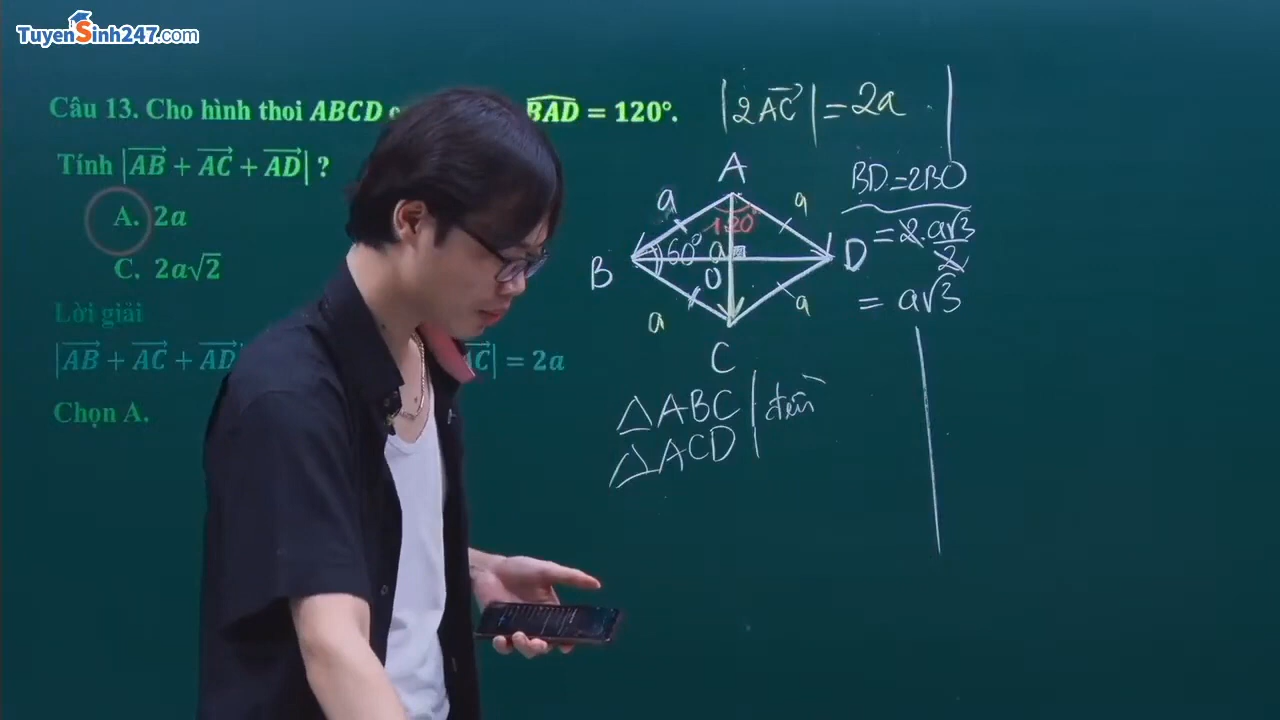 TuyenSinh247.com
Câu 13. Cho hình thoi ABCD BAD = 120°.
Tính |AB + AC + AD| ?
A. 2a
C. 2a√2
Lời giải
|AB + AC + AD AC| = 2a
Chọn A.
|2AC| = 2a
A
a
a
120°
60°
a
B
O
D
a
a
C
BD = 2BO
= 2. a√3/2
= a√3
△ABC
△ACD
đều